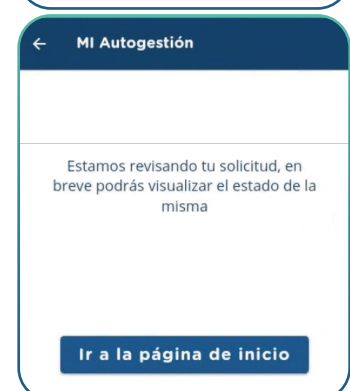 MI Autogestión
Estamos revisando tu solicitud, en
breve podrás visualizar el estado de la
misma
Ir a la página de inicio